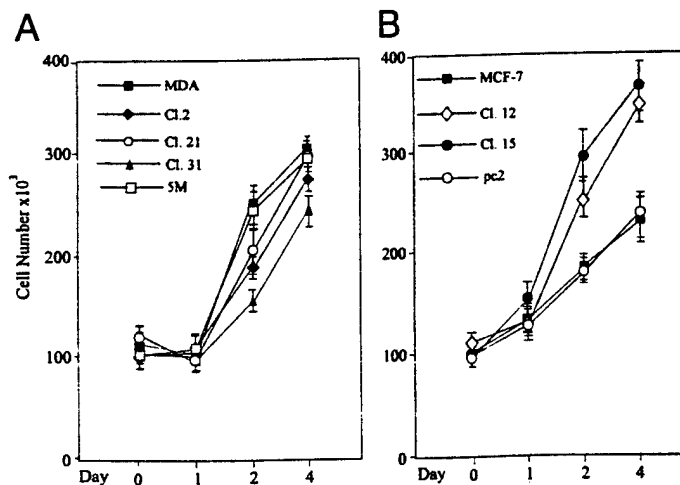 A
B
400
300
200
100
0
Cell Number x10³
MDA
Cl.2
Cl. 21
Cl. 31
5M
Day 0 1 2 4
400
300
200
100
0
MCF-7
Cl. 12
Cl. 15
pc2
Day 0 1 2 4